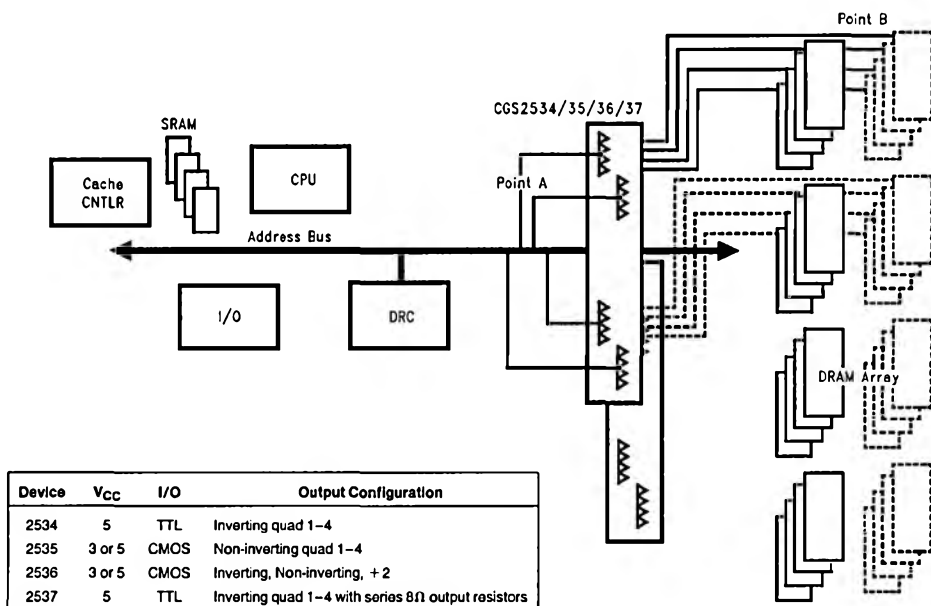 Point B
CGS2534/35/36/37
SRAM
Cache
CNTLR
CPU
Point A
Address Bus
I/O
DRC
DRAM Array
Device VCC I/O Output Configuration
2534 5 TTL Inverting quad 1–4
2535 3 or 5 CMOS Non-inverting quad 1–4
2536 3 or 5 CMOS Inverting, Non-inverting, +2
2537 5 TTL Inverting quad 1–4 with series 8Ω output resistors